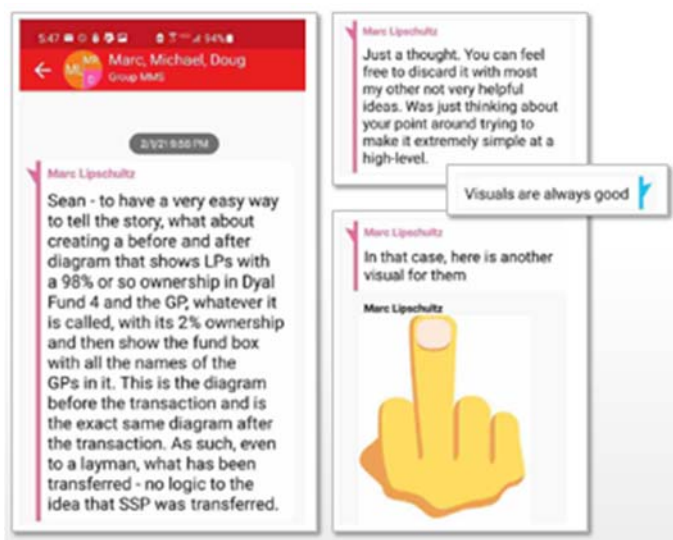 5:47
94%
Marc, Michael, Doug
Group MMS
2/1/21 9:55 PM
Marc Lipschultz
Sean - to have a very easy way
to tell the story, what about
creating a before and after
diagram that shows LPs with
a 98% or so ownership in Dyal
Fund 4 and the GP, whatever it
is called, with its 2% ownership
and then show the fund box
with all the names of the
GPs in it. This is the diagram
before the transaction and is
the exact same diagram after
the transaction. As such, even
to a layman, what has been
transferred - no logic to the
idea that SSP was transferred.
Marc Lipschultz
Just a thought. You can feel
free to discard it with most
my other not very helpful
ideas. Was just thinking about
your point around trying to
make it extremely simple at a
high-level.
Visuals are always good
Marc Lipschultz
In that case, here is another
visual for them
Marc Lipschultz